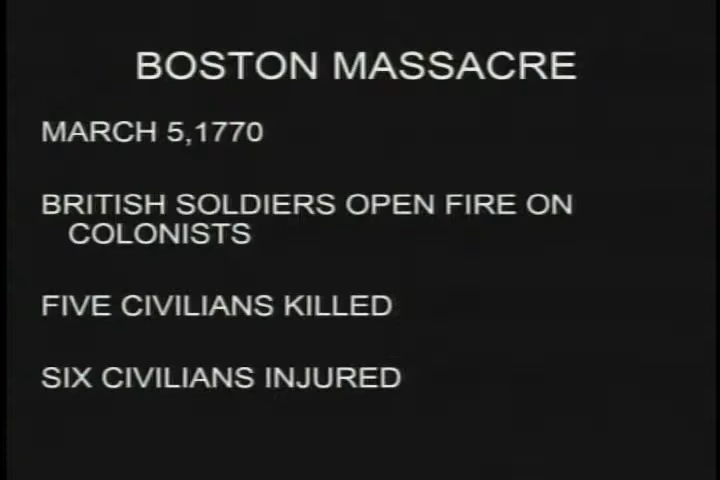 BOSTON MASSACRE
MARCH 5,1770
BRITISH SOLDIERS OPEN FIRE ON
COLONISTS
FIVE CIVILIANS KILLED
SIX CIVILIANS INJURED